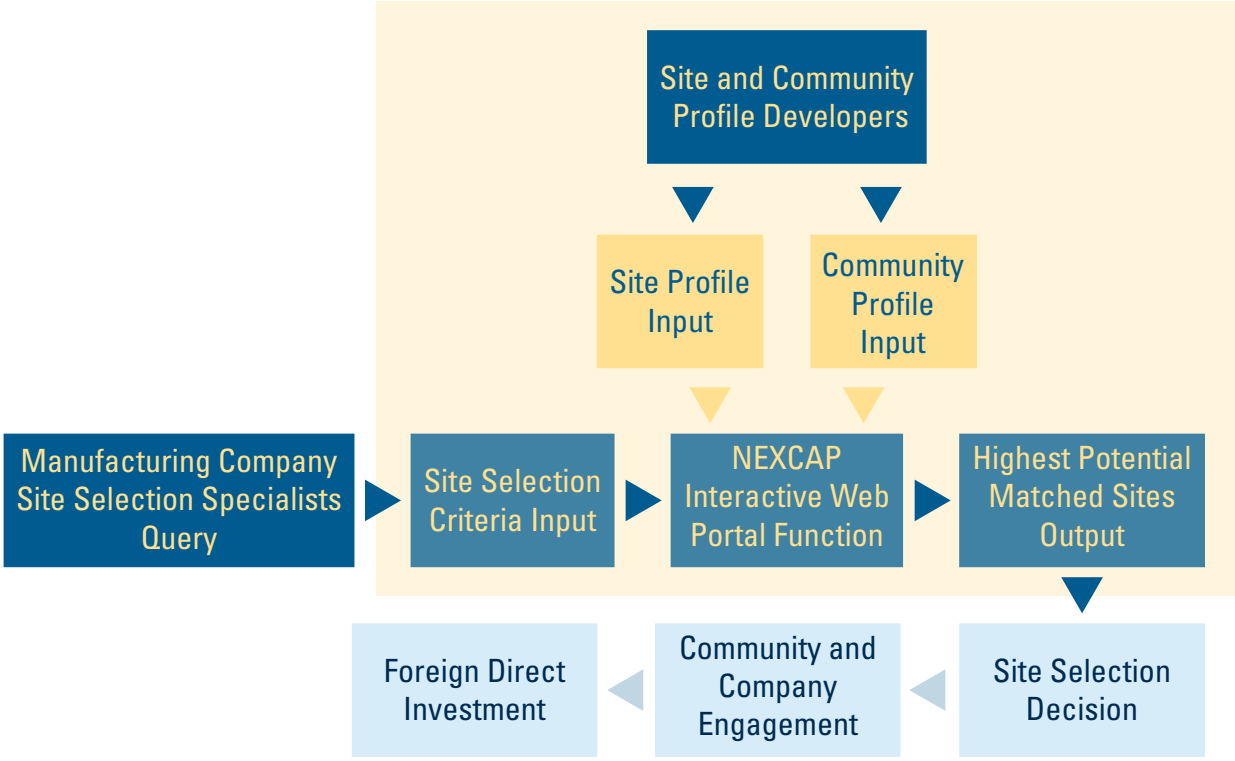 Site and Community
Profile Developers
Site Profile
Input
Community
Profile
Input
Manufacturing Company
Site Selection Specialists
Query
Site Selection
Criteria Input
NEXCAP
Interactive Web
Portal Function
Highest Potential
Matched Sites
Output
Foreign Direct
Investment
Community and
Company
Engagement
Site Selection
Decision